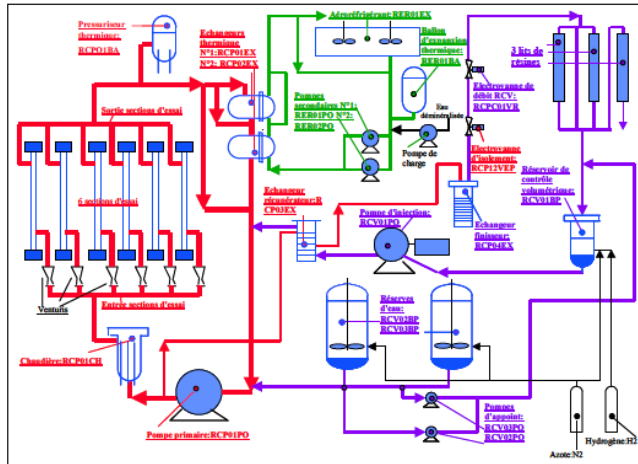 Pressuriseur
thermique:
RCPO1BA
Echangeurs
thermique
N°1:RCP01EX
N°2: RCP02EX
Aéroréfrigérant: RER01EX
Ballon d'expansion
thermique:
RER01BA
Pompes
secondaires N°1:
RER01PO N°2:
RER02PO
Eau
déminéralisée
Pompe de
charge
Electrovanne de
débit RCV:
RCPC01VR
3 lits de
résines
Electrovanne
d'isolement:
RCP12VEP
Réservoir de
contrôle
volumétrique:
RCV01BP
Sortie sections d'essai
6 sections d'essai
Echangeur
récupérateur:R
CP03EX
Pompe d'injection:
RCV01PO
Echangeur
finisseur:
RCP04EX
Venturis
Entrée sections d'essai
Réserves
d'eau:
RCV02BP
RCV03BP
Chaudière:RCP01CH
Pompe primaire:RCP01PO
Pompes
d'appoint:
RCV03PO
RCV02PO
Hydrogène:H2
Azote:N2